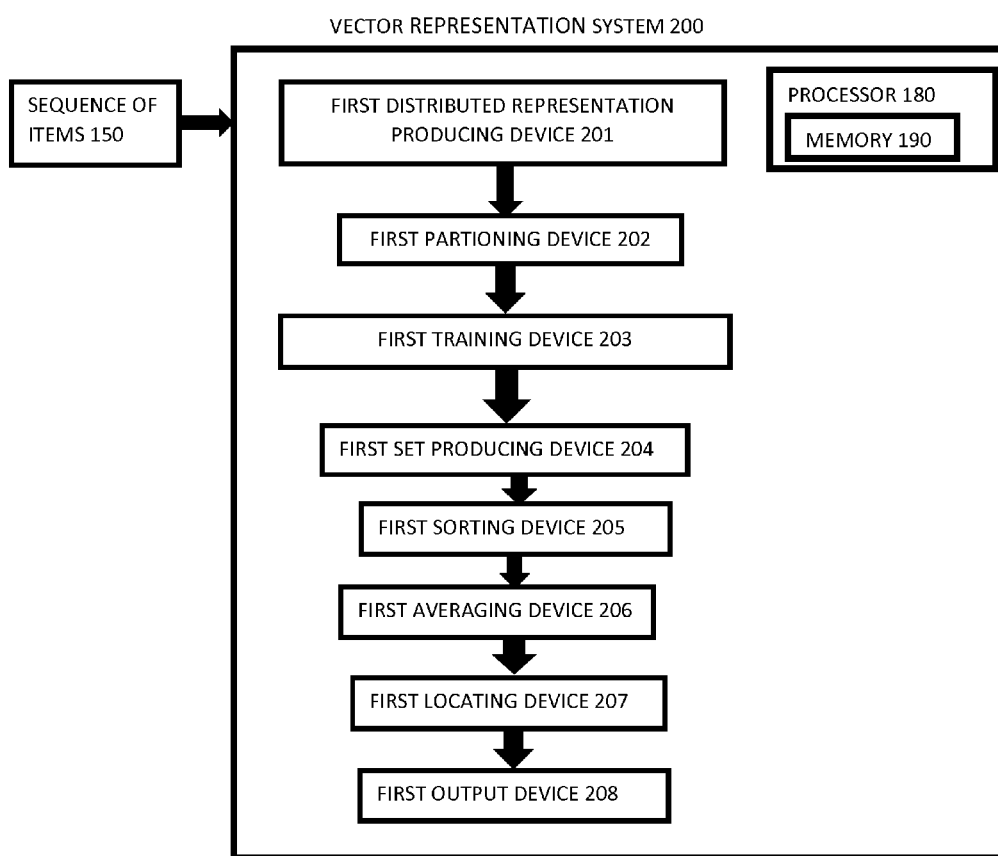 VECTOR REPRESENTATION SYSTEM 200
SEQUENCE OF
ITEMS 150
FIRST DISTRIBUTED REPRESENTATION
PRODUCING DEVICE 201
PROCESSOR 180
MEMORY 190
FIRST PARTIONING DEVICE 202
FIRST TRAINING DEVICE 203
FIRST SET PRODUCING DEVICE 204
FIRST SORTING DEVICE 205
FIRST AVERAGING DEVICE 206
FIRST LOCATING DEVICE 207
FIRST OUTPUT DEVICE 208